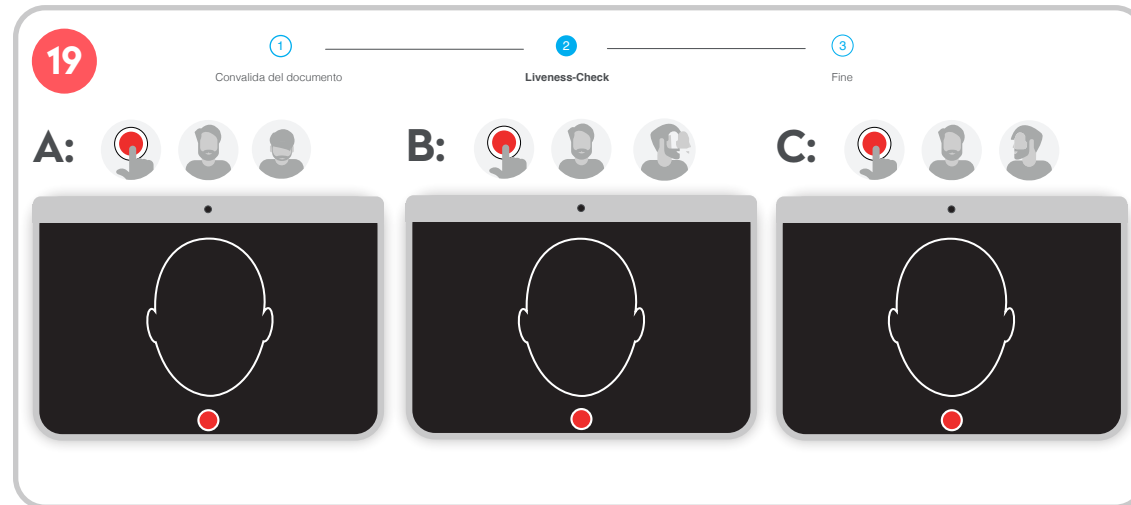 19
1
2
3
Convalida del documento
Liveness-Check
Fine
A:
B:
C: